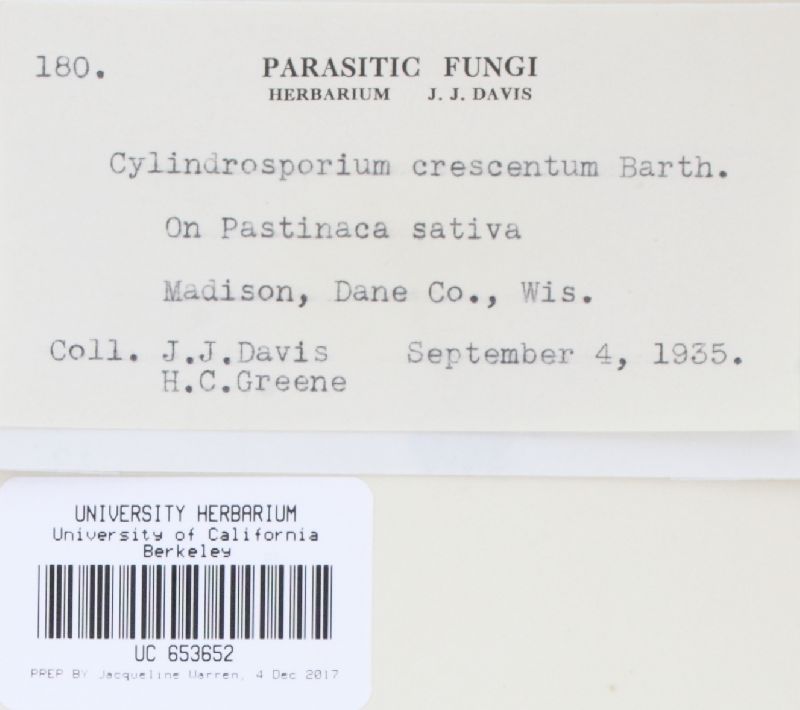 180. PARASITIC FUNGI
HERBARIUM J. J. DAVIS
Cylindrosporium crescentum Barth.
On Pastinaca sativa
Madison, Dane Co., Wis.
Coll. J.J.Davis September 4, 1935.
H.C.Greene
UNIVERSITY HERBARIUM
University of California
Berkeley
UC 653652
PREP BY Jacqueline Warren, 4 Dec 2017